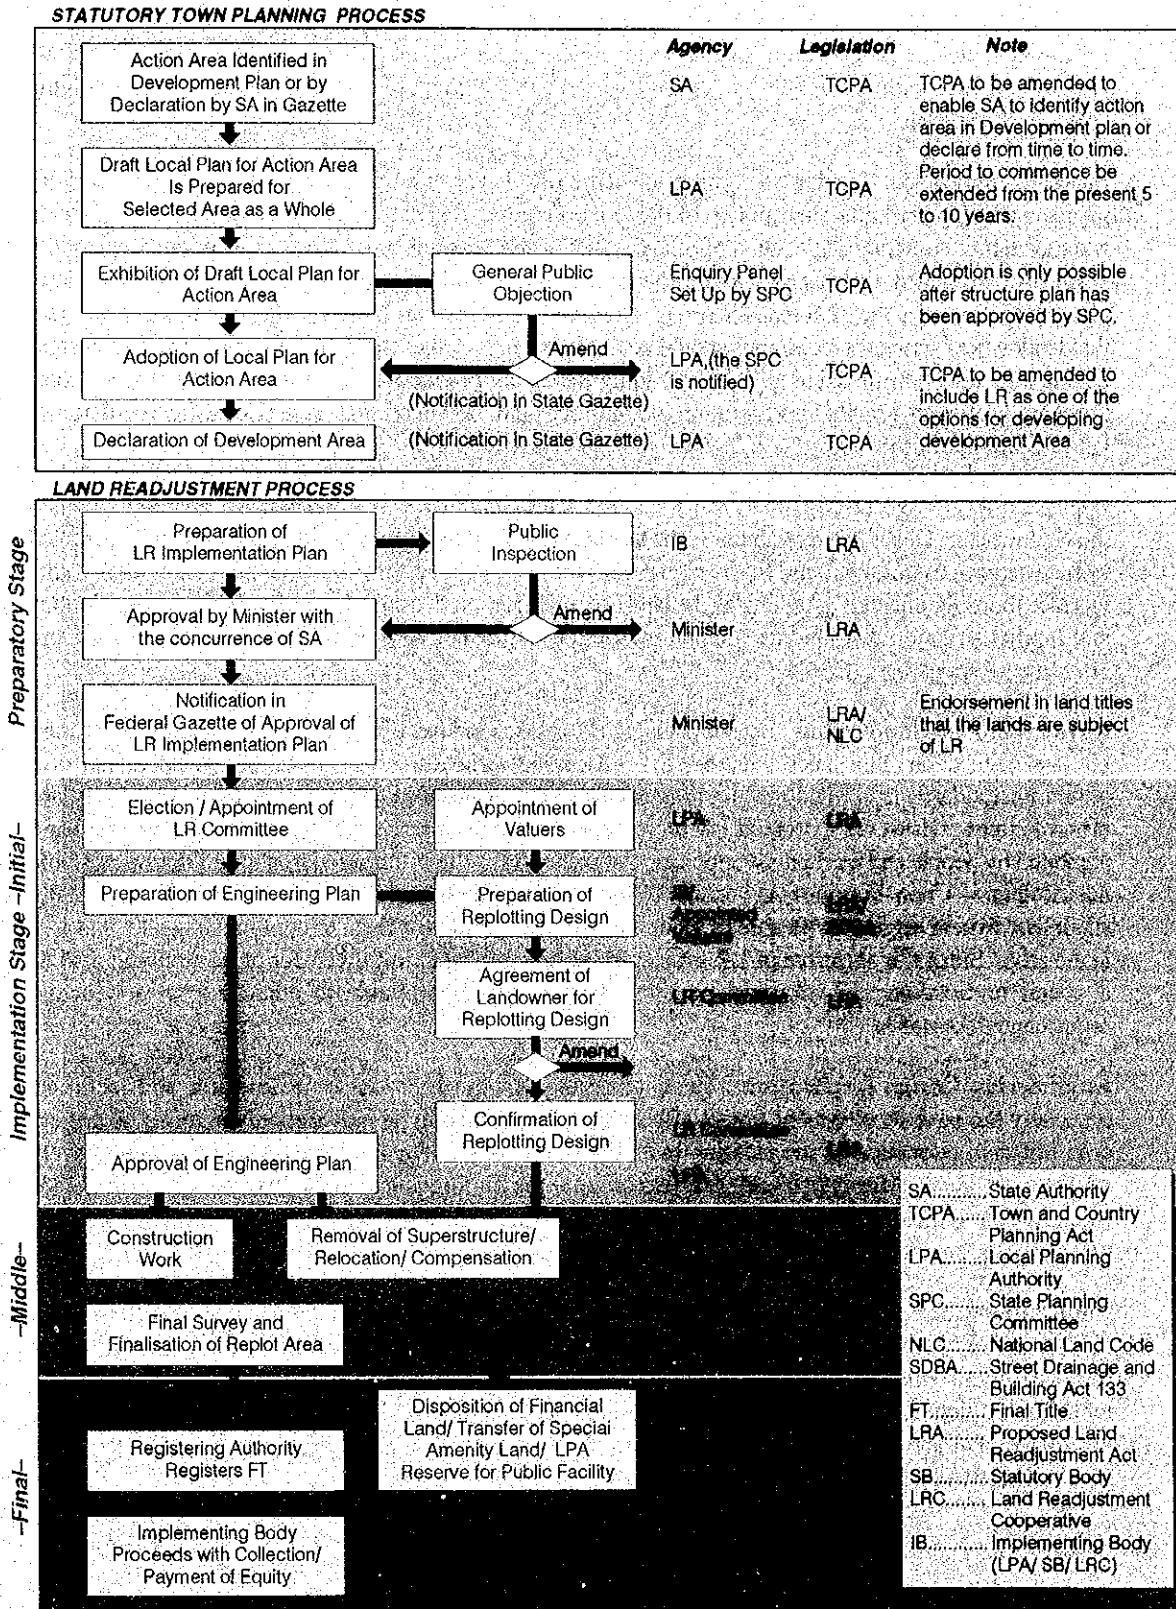 STATUTORY TOWN PLANNING PROCESS
Agency Legislation Note
Action Area Identified in
Development Plan or by
Declaration by SA in Gazette
SA TCPA
TCPA to be amended to
enable SA to identify action
area in Development plan or
declare from time to time.
Period to commence be
extended from the present 5
to 10 years.
Draft Local Plan for Action Area
Is Prepared for
Selected Area as a Whole
LPA TCPA
Exhibition of Draft Local Plan for
Action Area
General Public
Objection
Enquiry Panel
Set Up by SPC
TCPA
Adoption is only possible
after structure plan has
been approved by SPC.
Adoption of Local Plan for
Action Area
Amend
(Notification in State Gazette)
LPA,(the SPC
is notified)
TCPA
TCPA to be amended to
include LR as one of the
options for developing
development Area
Declaration of Development Area
(Notification in State Gazette)
LPA TCPA
LAND READJUSTMENT PROCESS
Preparatory Stage
Preparation of
LR Implementation Plan
Public
Inspection
IB LRA
Approval by Minister with
the concurrence of SA
Amend
Minister LRA
Notification in
Federal Gazette of Approval of
LR Implementation Plan
Minister
LRA/
NLC
Endorsement in land titles
that the lands are subject
of LR
Implementation Stage -Initial-
Election / Appointment of
LR Committee
Appointment of
Valuers
LPA LRA
Preparation of Engineering Plan
Preparation of
Replotting Design
Appointed
Valuers
Agreement of
Landowner for
Replotting Design
LR Committee
Amend
Confirmation of
Replotting Design
LR Committee
LRA
LPA
Approval of Engineering Plan
-Middle-
Construction
Work
Removal of Superstructure/
Relocation/ Compensation
Final Survey and
Finalisation of Replot Area
-Final-
Disposition of Financial
Land/ Transfer of Special
Amenity Land/ LPA
Reserve for Public Facility
Registering Authority
Registers FT
Implementing Body
Proceeds with Collection/
Payment of Equity
SA..........State Authority
TCPA.....Town and Country
Planning Act
LPA........Local Planning
Authority
SPC.......State Planning
Committee
NLC.......National Land Code
SDBA....Street Drainage and
Building Act 133
FT..........Final Title
LRA.......Proposed Land
Readjustment Act
SB..........Statutory Body
LRC.......Land Readjustment
Cooperative
IB...........Implementing Body
(LPA/ SB/ LRC)